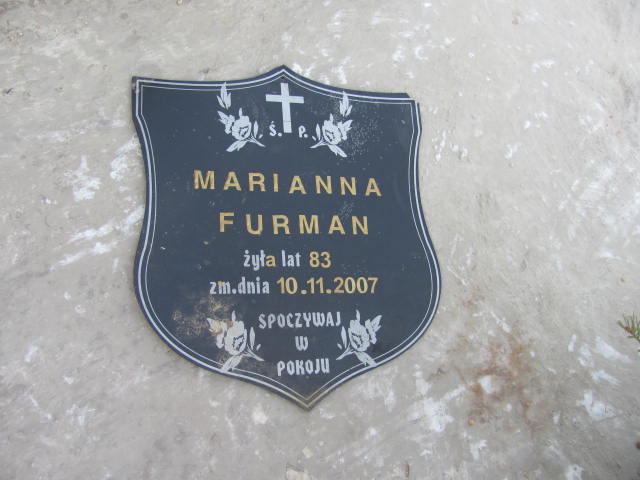 Ś. P.
MARIANNA
FURMAN
żyła lat 83
zm.dnia 10.11.2007
SPOCZYWAJ
W
POKOJU